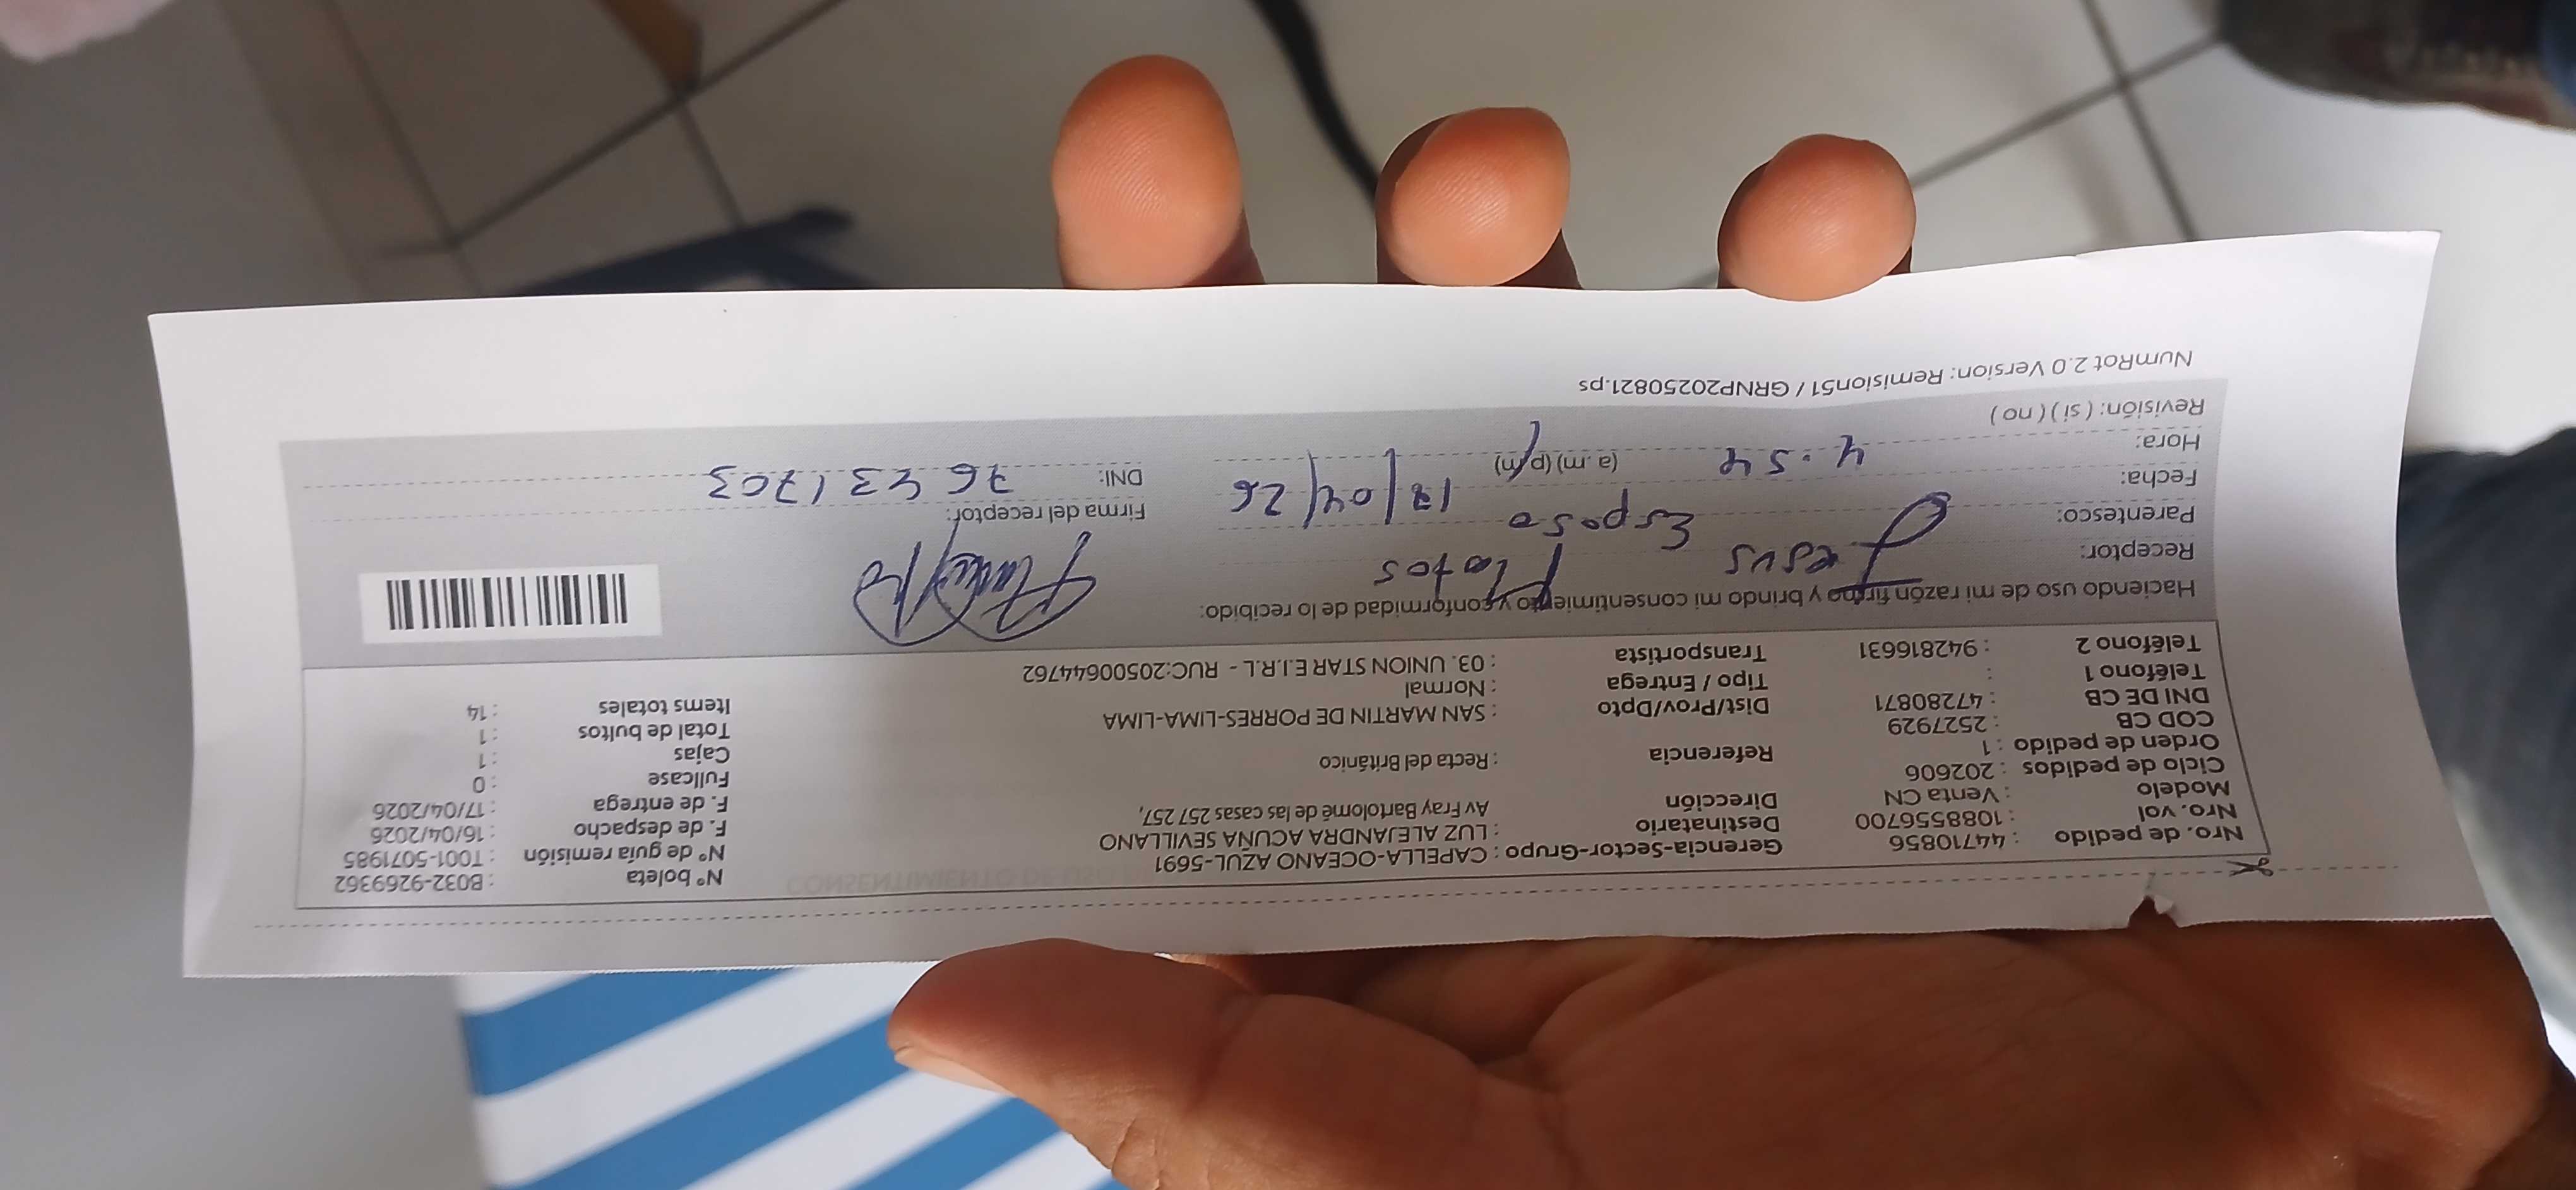 CONSENTIMIENTO DE USO
Nro. de pedido : 44710856
Nro. vol : 1088556700
Modelo : Venta CN
Ciclo de pedidos : 202606
Orden de pedido : 1
COD CB : 2527929
DNI DE CB : 47280871
Teléfono 1 :
Teléfono 2 : 942816631
Gerencia-Sector-Grupo : CAPELLA-OCEANO AZUL-5691
Destinatario : LUZ ALEJANDRA ACUÑA SEVILLANO
Dirección Av Fray Bartolomé de las casas 257 257,
Referencia : Recta del Británico
Dist/Prov/Dpto : SAN MARTIN DE PORRES-LIMA-LIMA
Tipo / Entrega : Normal
Transportista : 03. UNION STAR E.I.R.L - RUC:20500644762
N° boleta : B032-9269362
N° de guía remisión : T001-5071985
F. de despacho : 16/04/2026
F. de entrega : 17/04/2026
Fullcase : 0
Cajas : 1
Total de bultos : 1
Items totales : 14
Haciendo uso de mi razón firmo y brindo mi consentimiento y conformidad de lo recibido:
Receptor: Jesus
Parentesco: Esposo
Fecha: 17/04/26
Hora: 4:54 (a.m) (p.m)
Revisión: ( si ) ( no )
Firma del receptor:
DNI: 76431703
NumRot 2.0 Version: Remision51 / GRNP20250821.ps